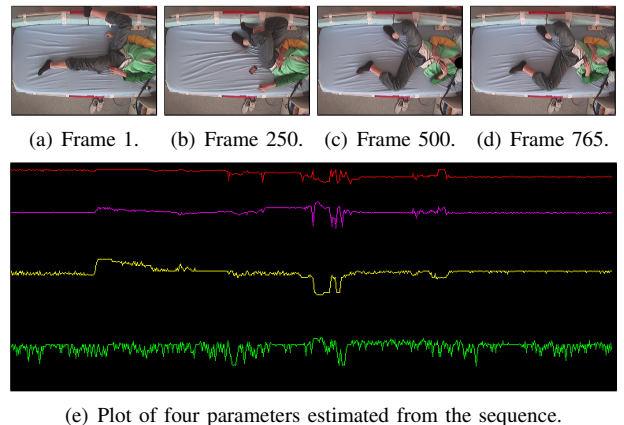 (a) Frame 1. (b) Frame 250. (c) Frame 500. (d) Frame 765.
(e) Plot of four parameters estimated from the sequence.